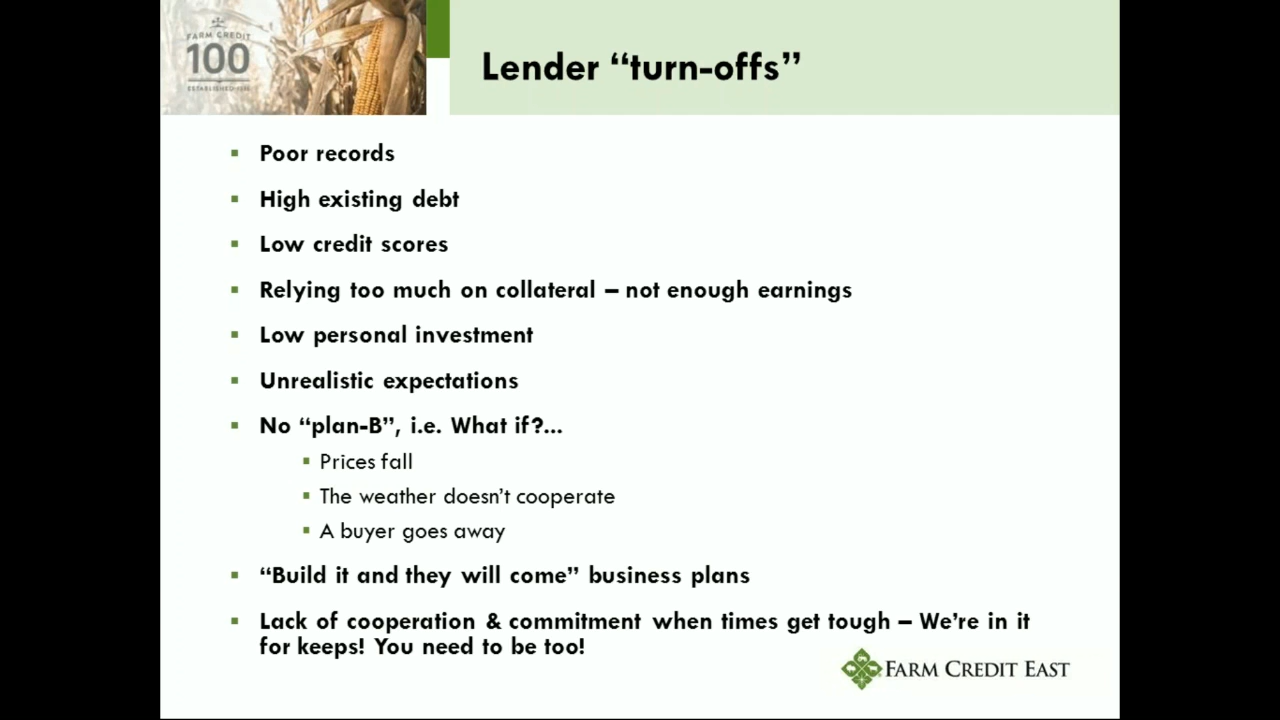 FARM CREDIT
100
ESTABLISHED 1916
Lender “turn-offs”
Poor records
High existing debt
Low credit scores
Relying too much on collateral – not enough earnings
Low personal investment
Unrealistic expectations
No “plan-B”, i.e. What if?...
Prices fall
The weather doesn’t cooperate
A buyer goes away
“Build it and they will come” business plans
Lack of cooperation & commitment when times get tough – We’re in it
for keeps! You need to be too!
FARM CREDIT EAST